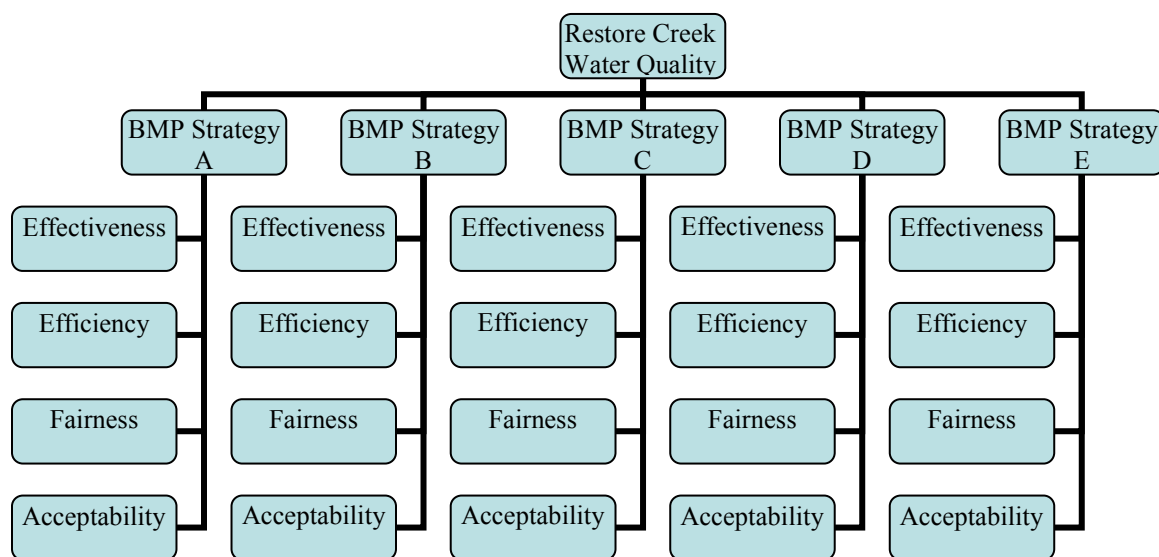 Restore Creek
Water Quality
BMP Strategy
A
BMP Strategy
B
BMP Strategy
C
BMP Strategy
D
BMP Strategy
E
Effectiveness
Effectiveness
Effectiveness
Effectiveness
Effectiveness
Efficiency
Efficiency
Efficiency
Efficiency
Efficiency
Fairness
Fairness
Fairness
Fairness
Fairness
Acceptability
Acceptability
Acceptability
Acceptability
Acceptability